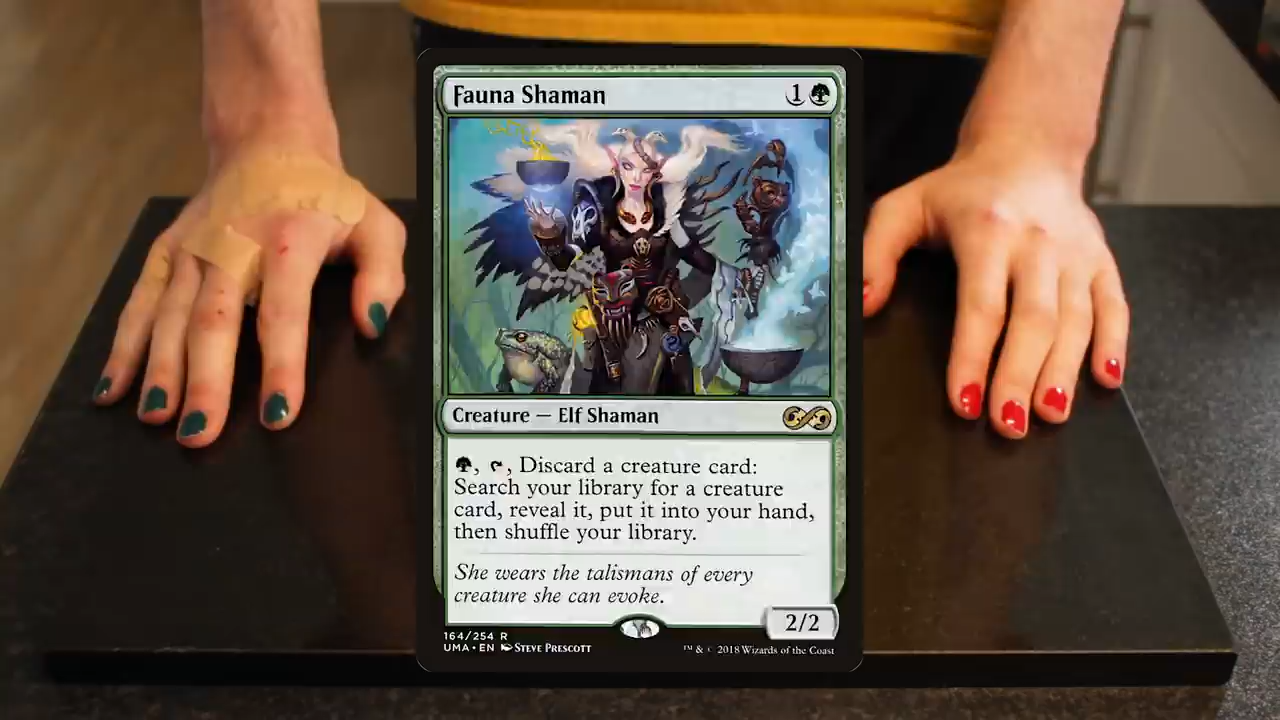 Fauna Shaman 1
Creature — Elf Shaman
, , Discard a creature card:
Search your library for a creature
card, reveal it, put it into your hand,
then shuffle your library.
She wears the talismans of every
creature she can evoke.
2/2
164/254 R
UMA • EN Steve Prescott
™ & © 2018 Wizards of the Coast